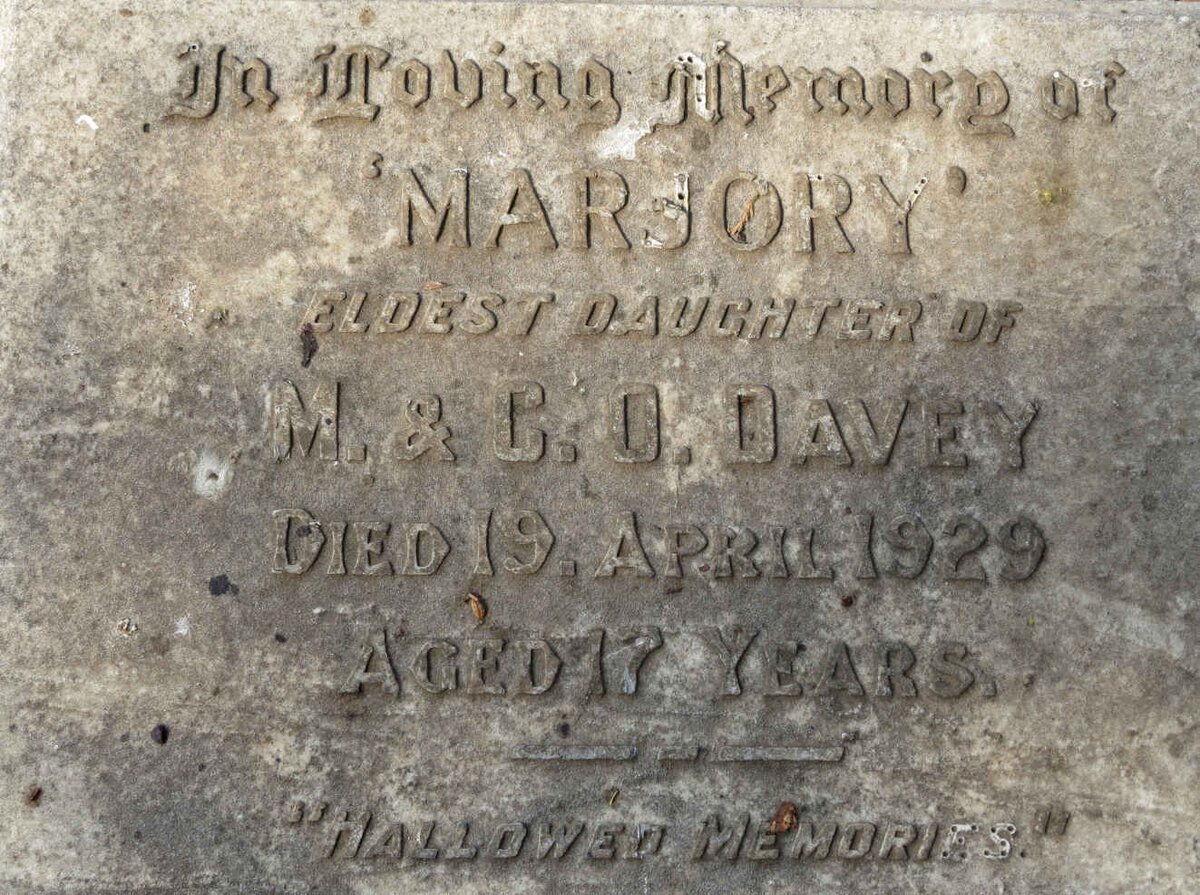 In Loving Memory of
'MARJORY'
ELDEST DAUGHTER OF
M. & C. O. DAVEY
DIED 19. APRIL 1929
AGED 17 YEARS.
"HALLOWED MEMORIES."